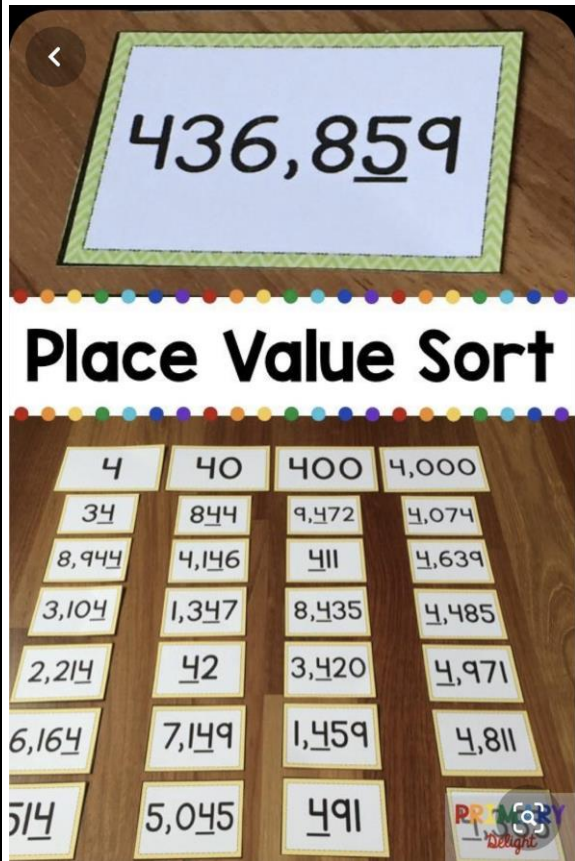 436,859
Place Value Sort
4 40 400 4,000
34 844 9,472 4,074
8,944 4,146 411 4,639
3,104 1,347 8,435 4,485
2,214 42 3,420 4,971
6,164 7,149 1,459 4,811
514 5,045 491
PRIMARY
Delight